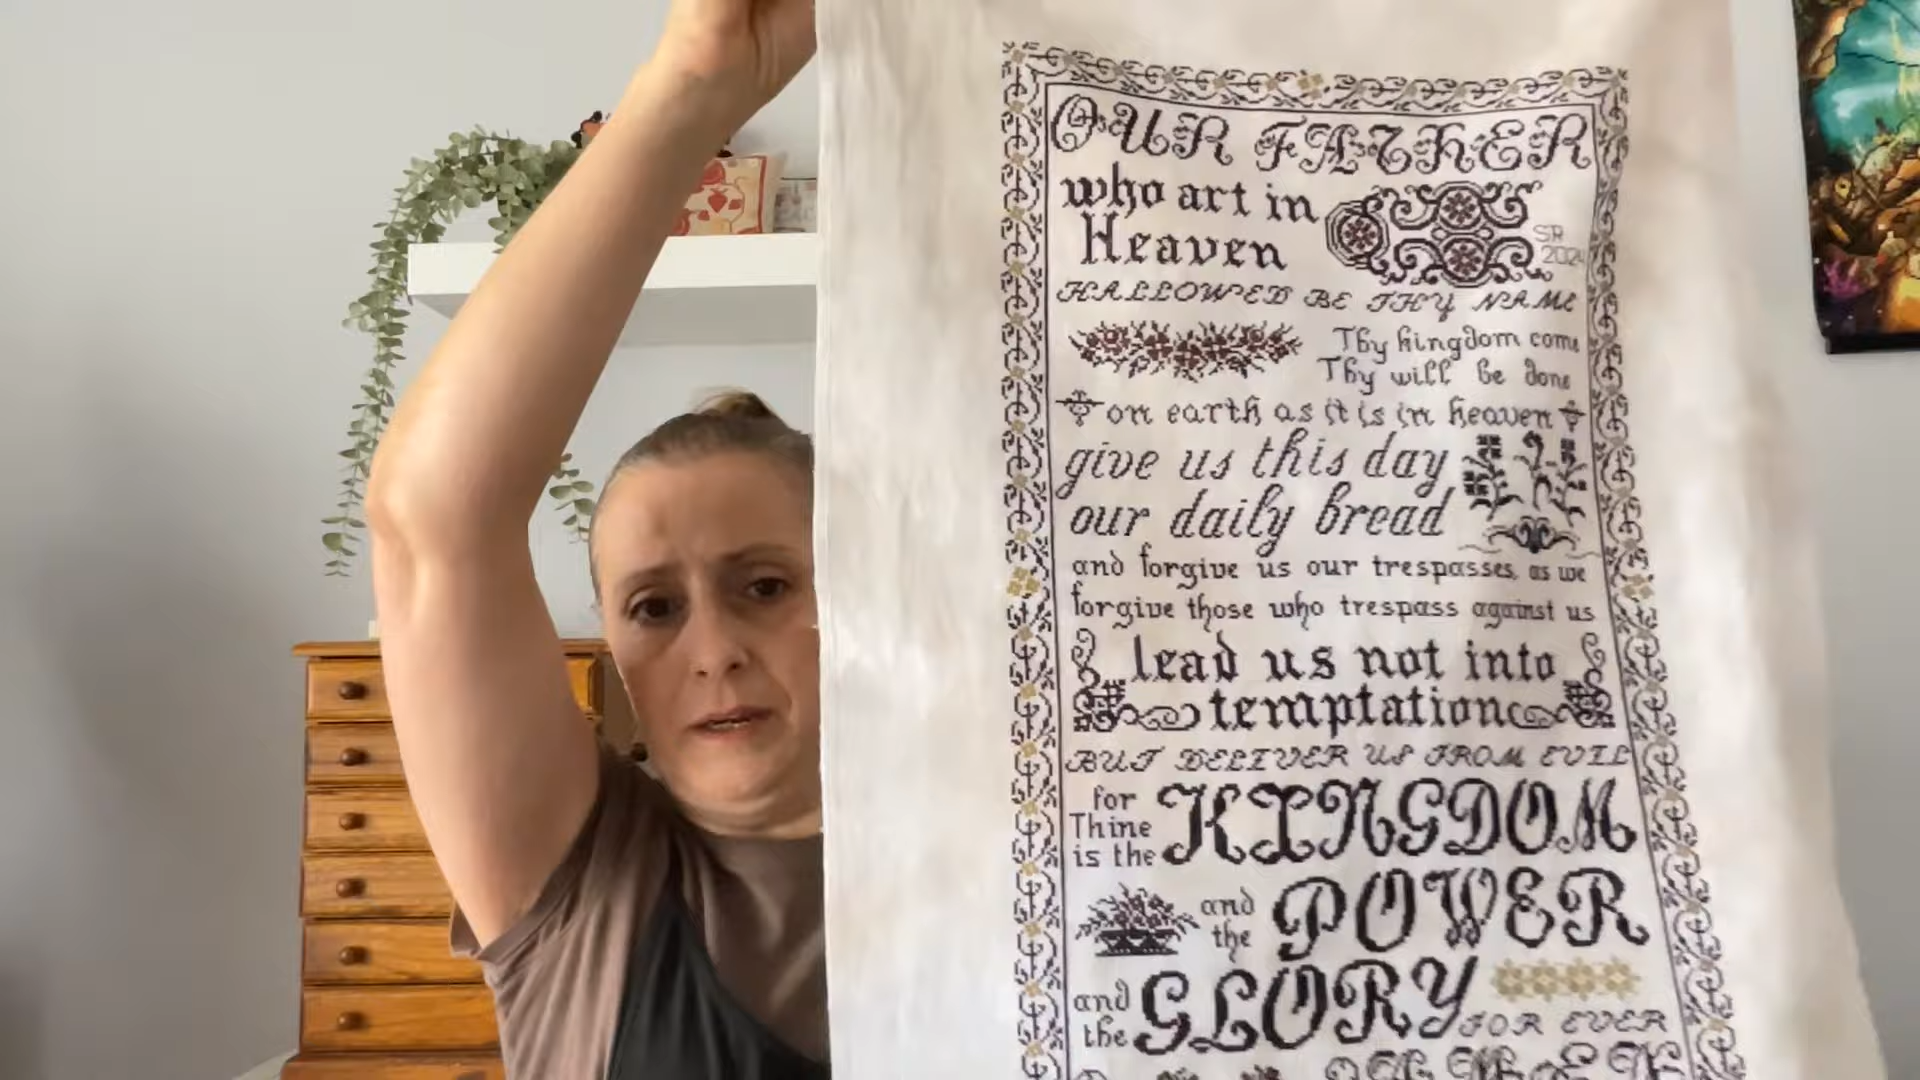 OUR FATHER
who art in
Heaven
SR
2024
HALLOWED BE THY NAME
Thy kingdom come
Thy will be done
on earth as it is in heaven
give us this day
our daily bread
and forgive us our trespasses, as we
forgive those who trespass against us
lead us not into
temptation
BUT DELIVER US FROM EVIL
for
Thine
is the
KINGDOM
and
the
POWER
and
the
GLORY
FOR EVER